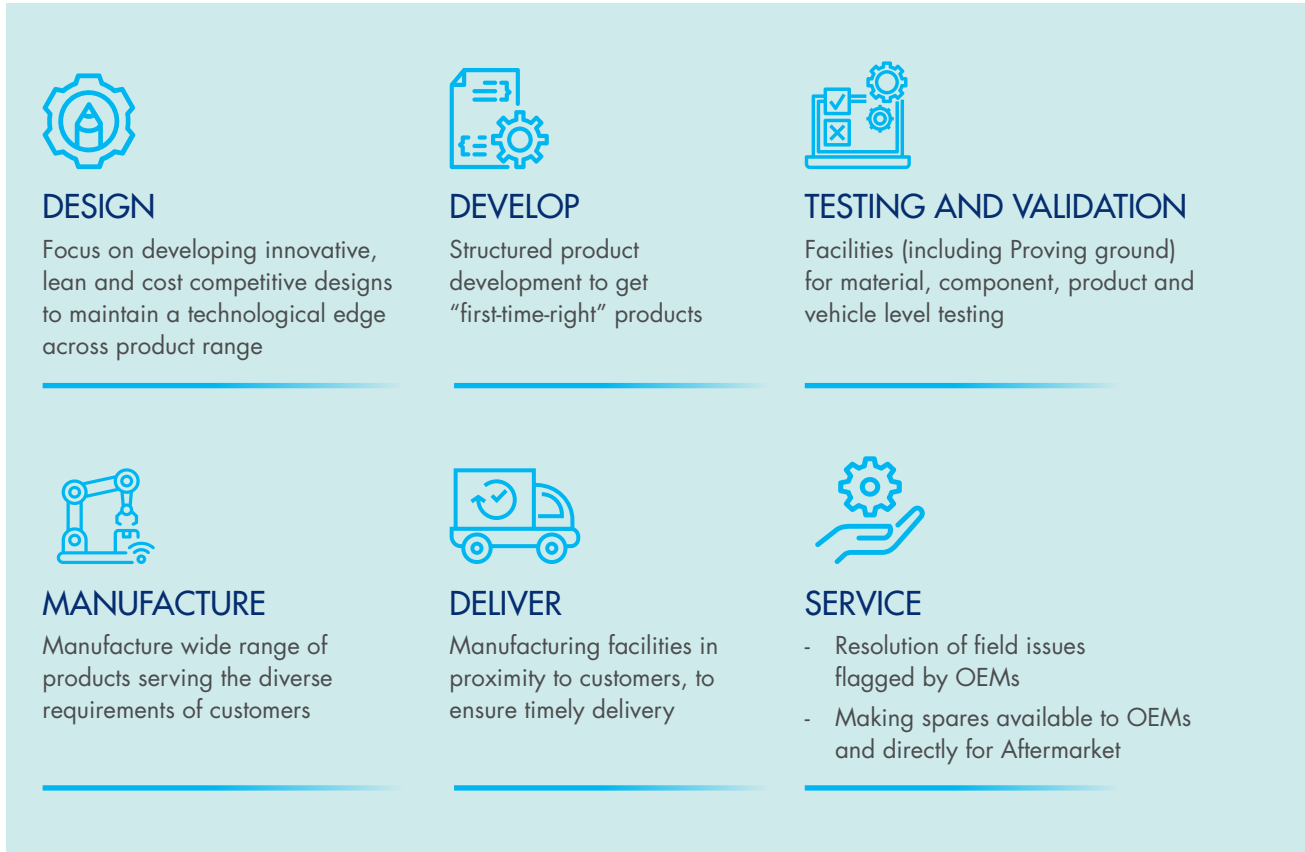 DESIGN
Focus on developing innovative,
lean and cost competitive designs
to maintain a technological edge
across product range
DEVELOP
Structured product
development to get
“first-time-right” products
TESTING AND VALIDATION
Facilities (including Proving ground)
for material, component, product and
vehicle level testing
MANUFACTURE
Manufacture wide range of
products serving the diverse
requirements of customers
DELIVER
Manufacturing facilities in
proximity to customers, to
ensure timely delivery
SERVICE
- Resolution of field issues
flagged by OEMs
- Making spares available to OEMs
and directly for Aftermarket